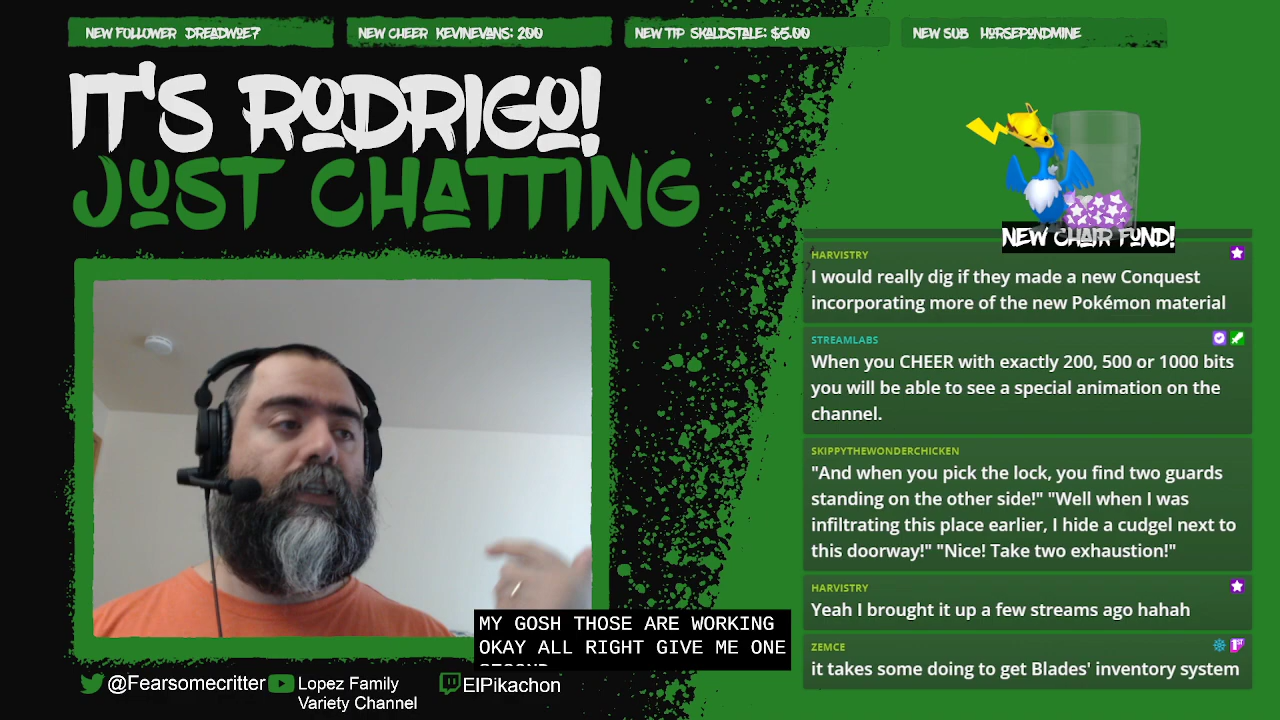 NEW FOLLOWER DREADWOE7
NEW CHEER KEVINEVANS: 200
NEW TIP SKALDSTALE: $5.00
NEW SUB HORSEPONDMINE
IT'S RODRIGO!
JUST CHATTING
NEW CHAIR FUND!
HARVISTRY
I would really dig if they made a new Conquest
incorporating more of the new Pokémon material
STREAMLABS
When you CHEER with exactly 200, 500 or 1000 bits
you will be able to see a special animation on the
channel.
SKIPPYTHEWONDERCHICKEN
"And when you pick the lock, you find two guards
standing on the other side!" "Well when I was
infiltrating this place earlier, I hide a cudgel next to
this doorway!" "Nice! Take two exhaustion!"
HARVISTRY
Yeah I brought it up a few streams ago hahah
ZEMCE
it takes some doing to get Blades' inventory system
MY GOSH THOSE ARE WORKING
OKAY ALL RIGHT GIVE ME ONE
@Fearsomecritter
Lopez Family
Variety Channel
ElPikachon